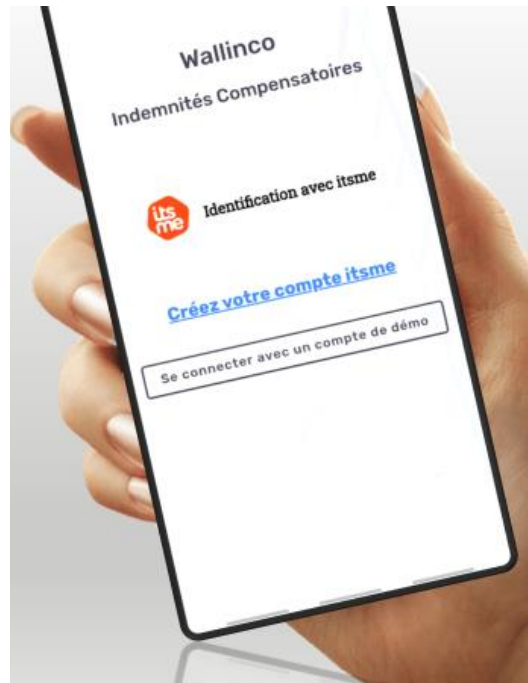 Wallinco
Indemnités Compensatoires
its
me
Identification avec itsme
Créez votre compte itsme
Se connecter avec un compte de démo